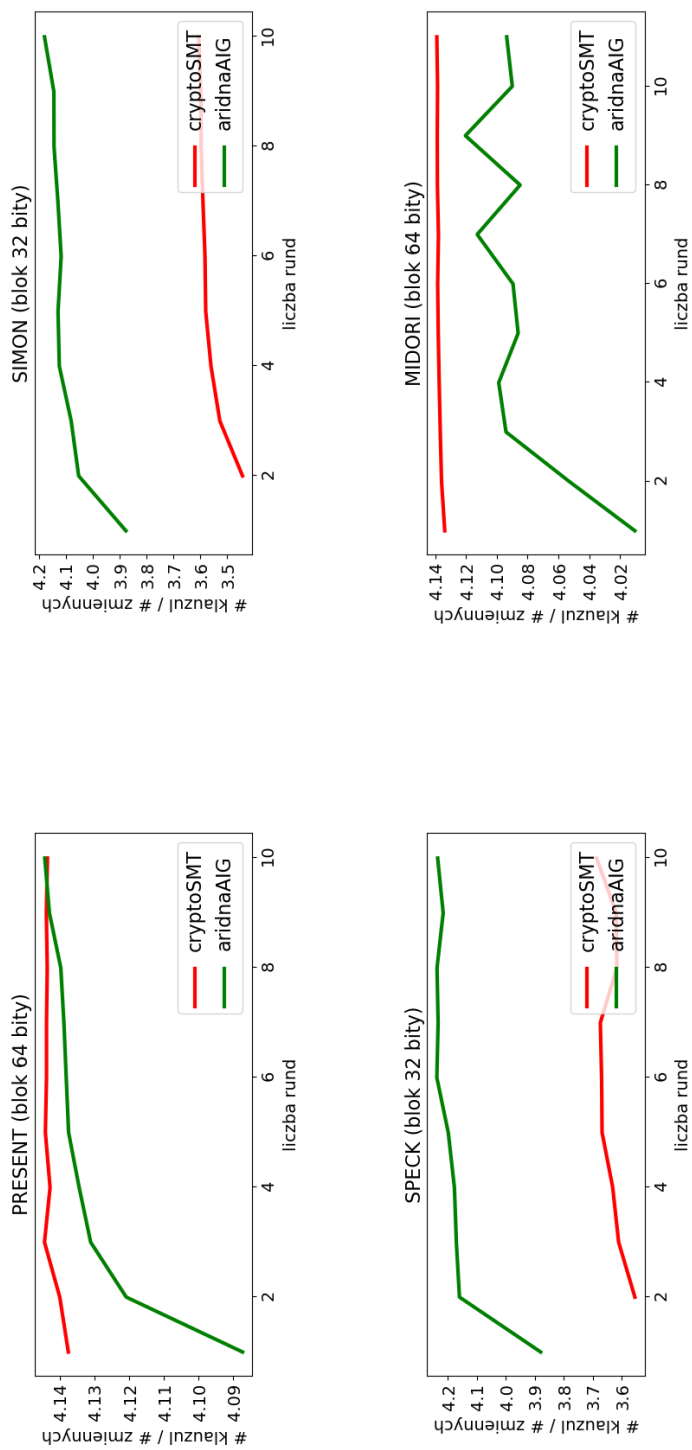 PRESENT (blok 64 bity)
# klauzul / # zmiennych
4.14
4.13
4.12
4.11
4.10
4.09
2
4
6
8
10
liczba rund
cryptoSMT
aridnaAIG
SIMON (blok 32 bity)
# klauzul / # zmiennych
4.2
4.1
4.0
3.9
3.8
3.7
3.6
3.5
2
4
6
8
10
liczba rund
cryptoSMT
aridnaAIG
SPECK (blok 32 bity)
# klauzul / # zmiennych
4.2
4.1
4.0
3.9
3.8
3.7
3.6
2
4
6
8
10
liczba rund
cryptoSMT
aridnaAIG
MIDORI (blok 64 bity)
# klauzul / # zmiennych
4.14
4.12
4.10
4.08
4.06
4.04
4.02
2
4
6
8
10
liczba rund
cryptoSMT
aridnaAIG